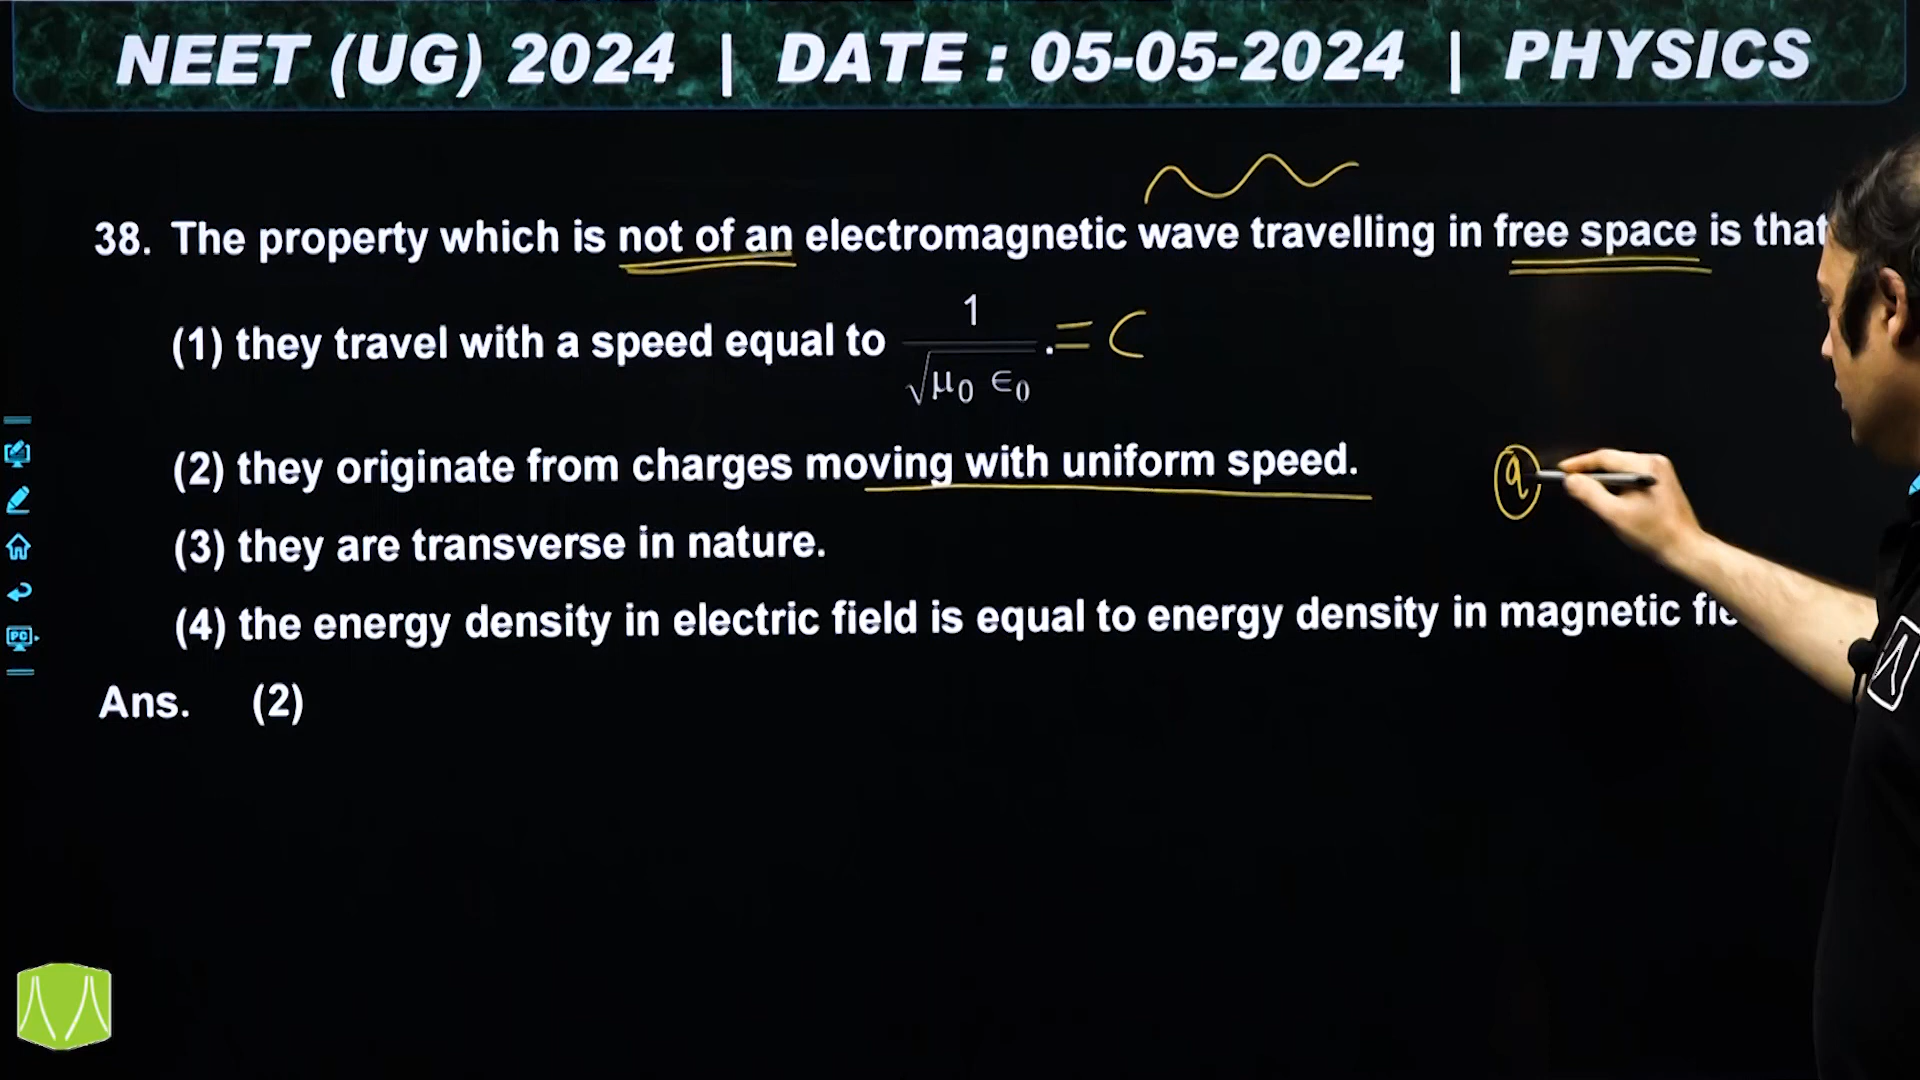 NEET (UG) 2024 | DATE : 05-05-2024 | PHYSICS
38. The property which is not of an electromagnetic wave travelling in free space is that
(1) they travel with a speed equal to 1/√μ₀ ∈₀ . = C
(2) they originate from charges moving with uniform speed.
q
(3) they are transverse in nature.
(4) the energy density in electric field is equal to energy density in magnetic
Ans. (2)
PC